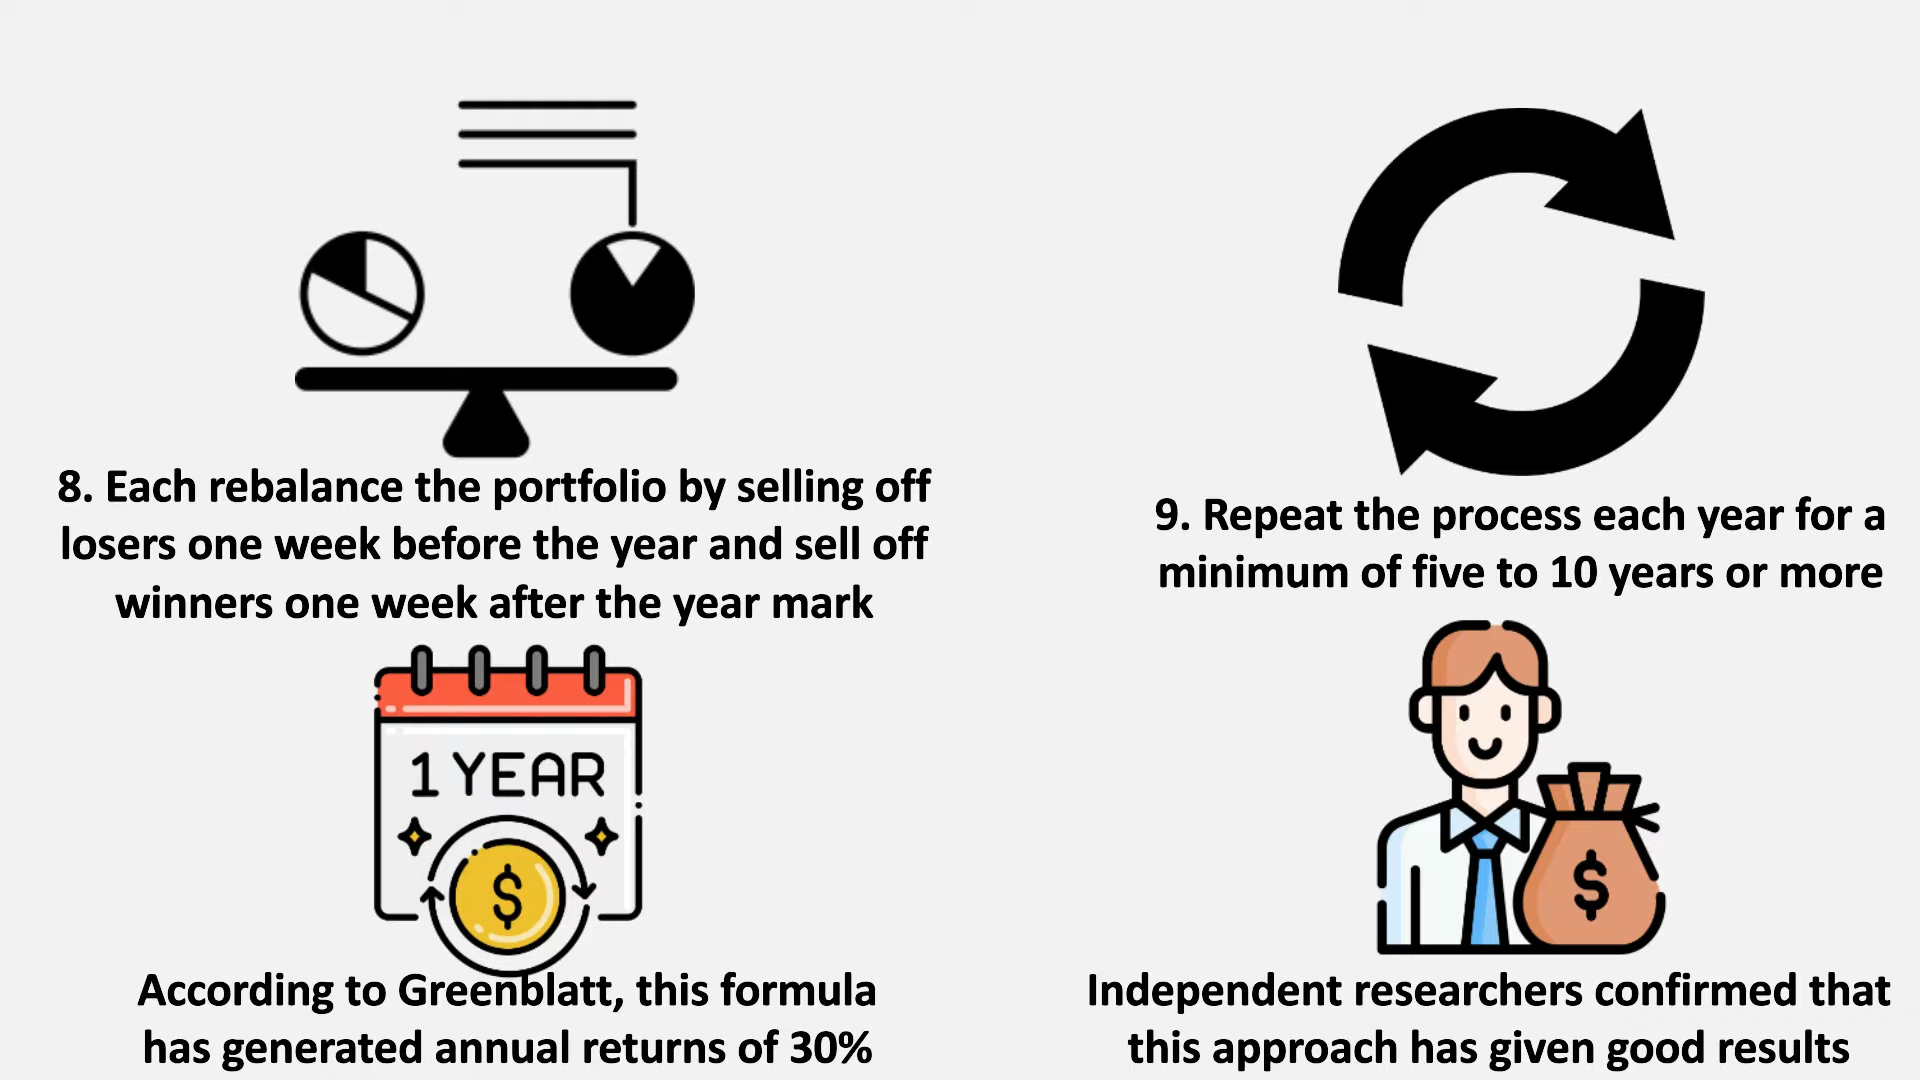 8. Each rebalance the portfolio by selling off
losers one week before the year and sell off
winners one week after the year mark
9. Repeat the process each year for a
minimum of five to 10 years or more
1 YEAR
$
$
According to Greenblatt, this formula
has generated annual returns of 30%
Independent researchers confirmed that
this approach has given good results